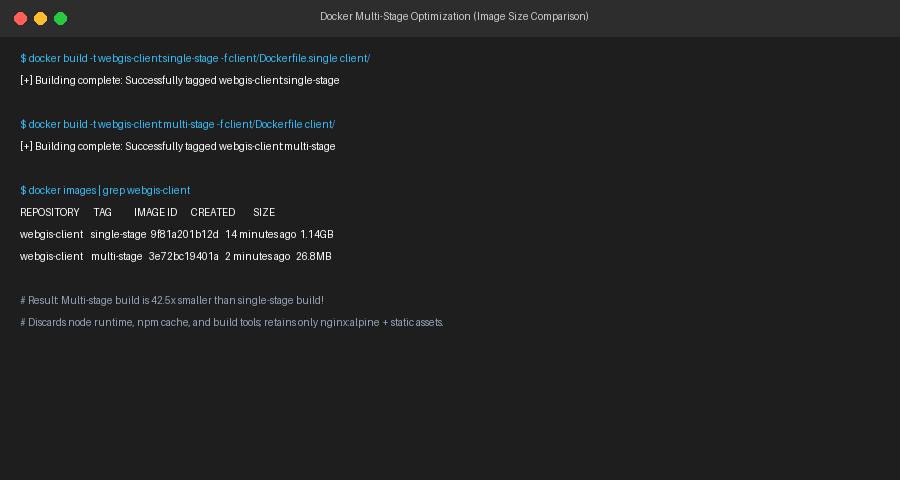 Docker Multi-Stage Optimization (Image Size Comparison)
$ docker build -t webgis-client:single-stage -f client/Dockerfile.single client/
[+] Building complete: Successfully tagged webgis-client:single-stage
$ docker build -t webgis-client:multi-stage -f client/Dockerfile client/
[+] Building complete: Successfully tagged webgis-client:multi-stage
$ docker images | grep webgis-client
REPOSITORY TAG IMAGE ID CREATED SIZE
webgis-client single-stage 9f81a201b12d 14 minutes ago 1.14GB
webgis-client multi-stage 3e72bc19401a 2 minutes ago 26.8MB
# Result: Multi-stage build is 42.5x smaller than single-stage build!
# Discards node runtime, npm cache, and build tools; retains only nginx:alpine + static assets.